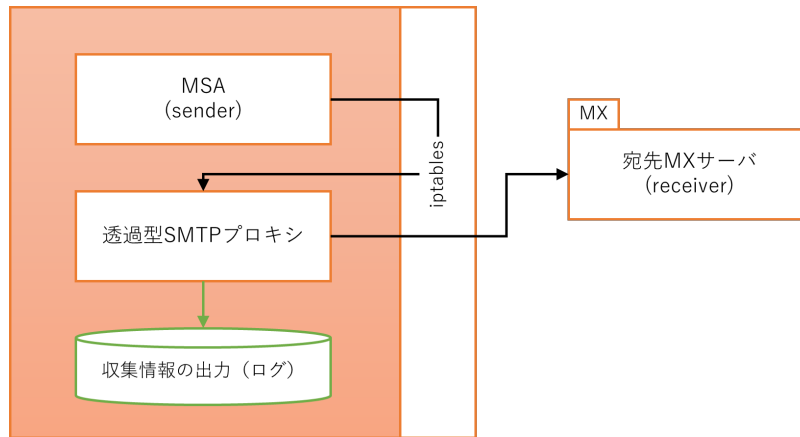 MSA
(sender)
iptables
MX
宛先MXサーバ
(receiver)
透過型SMTPプロキシ
収集情報の出力（ログ）